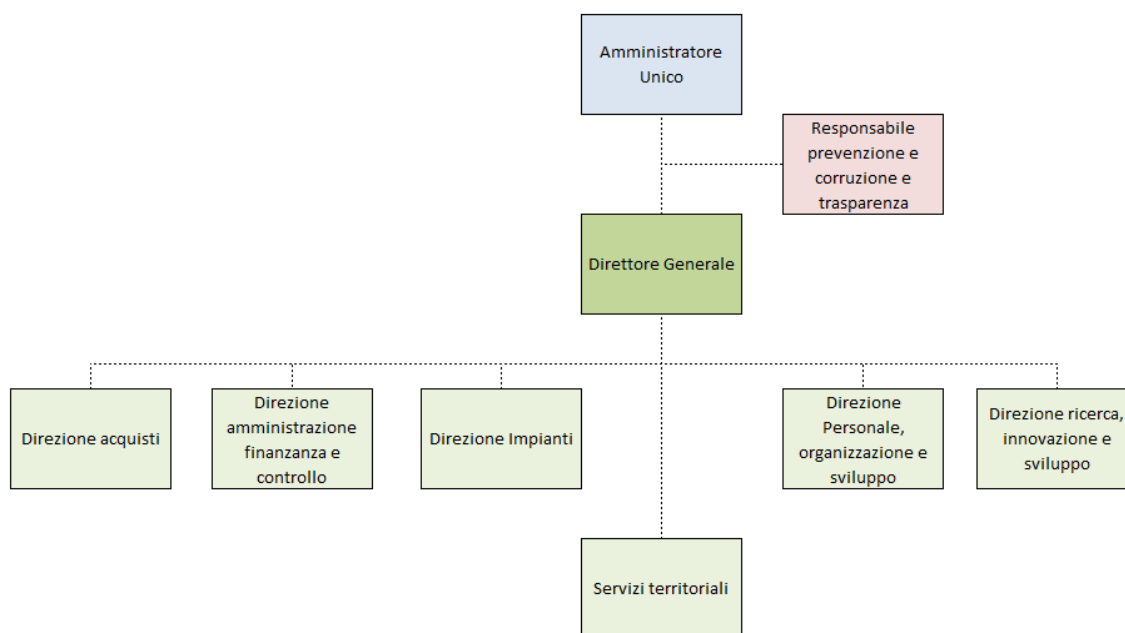 Amministratore
Unico
Responsabile
prevenzione e
corruzione e
trasparenza
Direttore Generale
Direzione acquisti
Direzione
amministrazione
finzanza e
controllo
Direzione Impianti
Direzione
Personale,
organizzazione e
sviluppo
Direzione ricerca,
innovazione e
sviluppo
Servizi territoriali